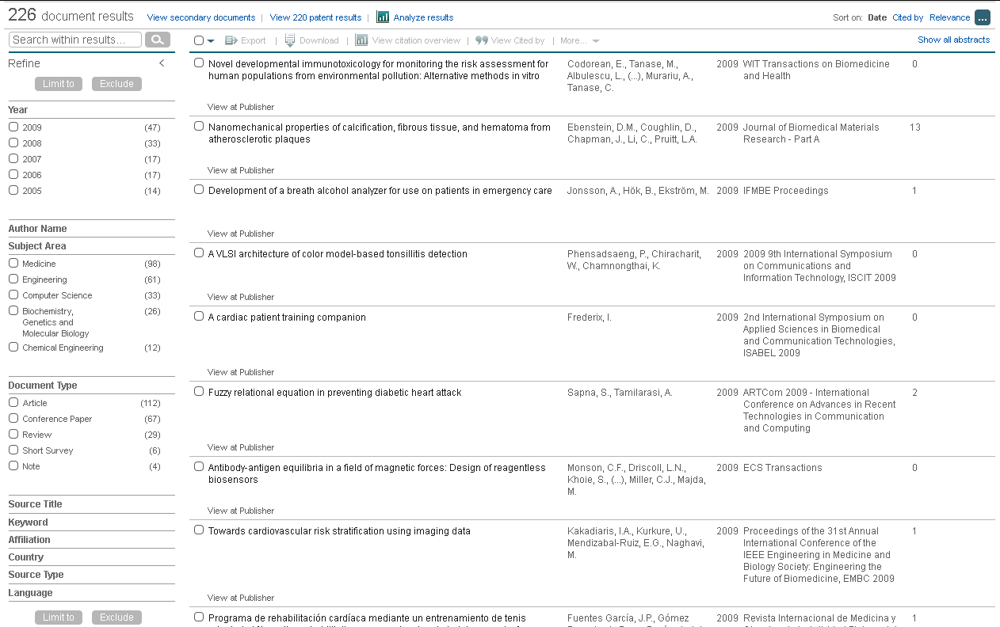 226 document results View secondary documents | View 220 patent results | Analyze results Sort on: Date Cited by Relevance ...
Search within results... Export | Download | View citation overview | View Cited by | More... Show all abstracts
Refine
Limit to Exclude
Year
2009 (47)
2008 (33)
2007 (17)
2006 (17)
2005 (14)
Author Name
Subject Area
Medicine (98)
Engineering (61)
Computer Science (33)
Biochemistry, (26)
Genetics and
Molecular Biology
Chemical Engineering (12)
Document Type
Article (112)
Conference Paper (67)
Review (29)
Short Survey (6)
Note (4)
Source Title
Keyword
Affiliation
Country
Source Type
Language
Limit to Exclude
Novel developmental immunotoxicology for monitoring the risk assessment for Codorean, E., Tanase, M., 2009 WIT Transactions on Biomedicine 0
human populations from environmental pollution: Alternative methods in vitro Albulescu, L., (...), Murariu, A., and Health
Tanase, C.
View at Publisher
Nanomechanical properties of calcification, fibrous tissue, and hematoma from Ebenstein, D.M., Coughlin, D., 2009 Journal of Biomedical Materials 13
atherosclerotic plaques Chapman, J., Li, C., Pruitt, L.A. Research - Part A
View at Publisher
Development of a breath alcohol analyzer for use on patients in emergency care Jonsson, A., Hök, B., Ekström, M. 2009 IFMBE Proceedings 1
View at Publisher
A VLSI architecture of color model-based tonsillitis detection Phensadsaeng, P., Chiracharit, 2009 2009 9th International Symposium 0
W., Chamnongthai, K. on Communications and
Information Technology, ISCIT 2009
View at Publisher
A cardiac patient training companion Frederix, I. 2009 2nd International Symposium on 0
Applied Sciences in Biomedical
and Communication Technologies,
ISABEL 2009
View at Publisher
Fuzzy relational equation in preventing diabetic heart attack Sapna, S., Tamilarasi, A. 2009 ARTCom 2009 - International 2
Conference on Advances in Recent
Technologies in Communication
and Computing
View at Publisher
Antibody-antigen equilibria in a field of magnetic forces: Design of reagentless Monson, C.F., Driscoll, L.N., 2009 ECS Transactions 0
biosensors Khoie, S., (...), Miller, C.J., Majda,
M.
View at Publisher
Towards cardiovascular risk stratification using imaging data Kakadiaris, I.A., Kurkure, U., 2009 Proceedings of the 31st Annual 1
Mendizabal-Ruiz, E.G., Naghavi, International Conference of the
M. IEEE Engineering in Medicine and
Biology Society: Engineering the
Future of Biomedicine, EMBC 2009
View at Publisher
Programa de rehabilitación cardíaca mediante un entrenamiento de tenis Fuentes García, J.P., Gómez 2009 Revista Internacional de Medicina y 1